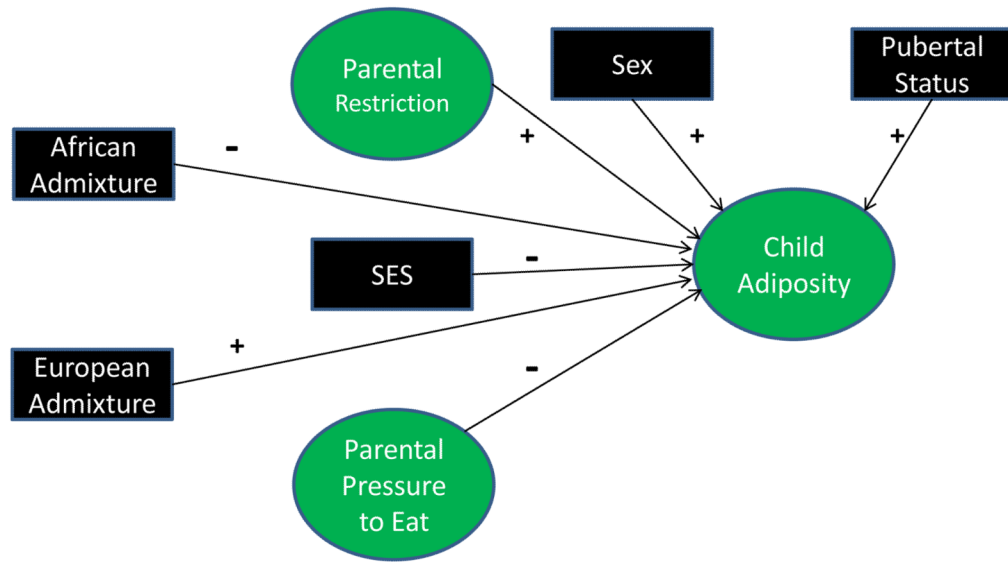 Parental
Restriction
Sex
Pubertal
Status
+
+
+
African
Admixture
-
Child
Adiposity
SES
-
European
Admixture
+
-
Parental
Pressure
to Eat